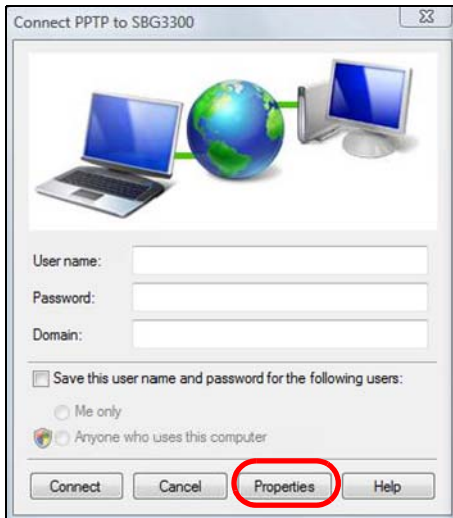 Connect PPTP to SBG3300
User name:
Password:
Domain:
Save this user name and password for the following users:
Me only
Anyone who uses this computer
Connect Cancel Properties Help